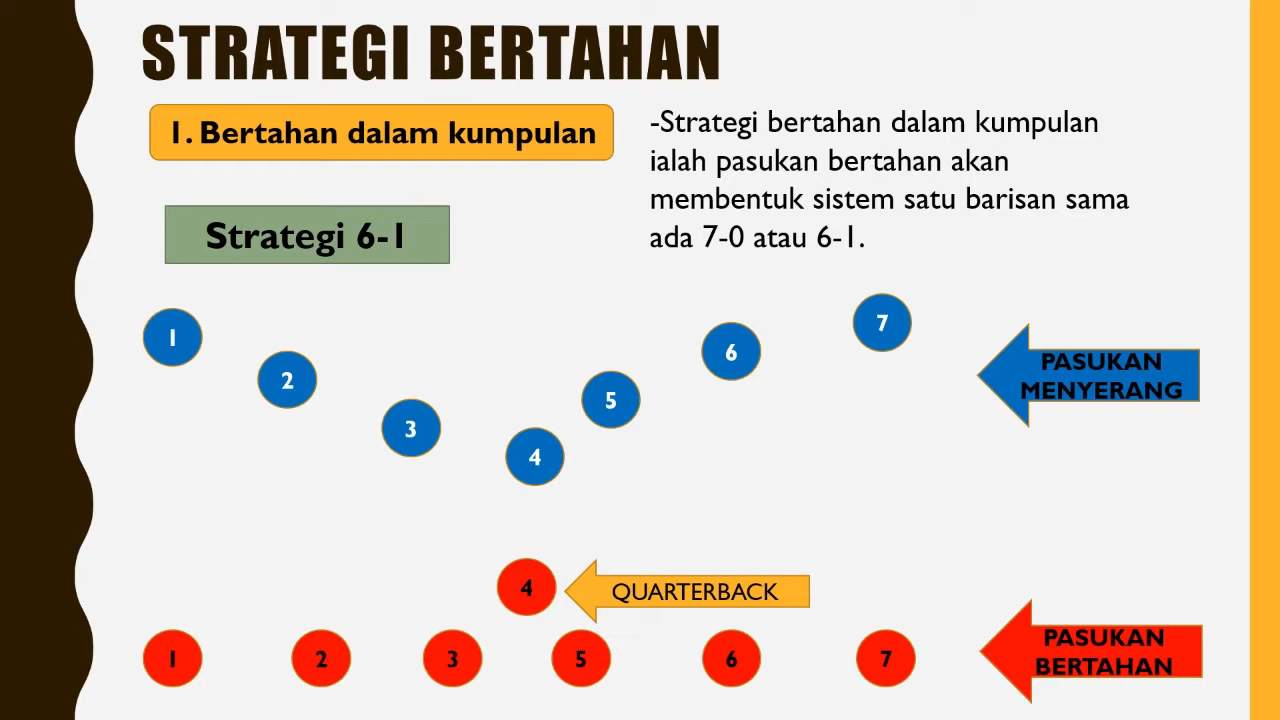 STRATEGI BERTAHAN
1. Bertahan dalam kumpulan
-Strategi bertahan dalam kumpulan
ialah pasukan bertahan akan
membentuk sistem satu barisan sama
ada 7-0 atau 6-1.
Strategi 6-1
1
2
3
4
5
6
7
PASUKAN
MENYERANG
4
QUARTERBACK
1
2
3
5
6
7
PASUKAN
BERTAHAN